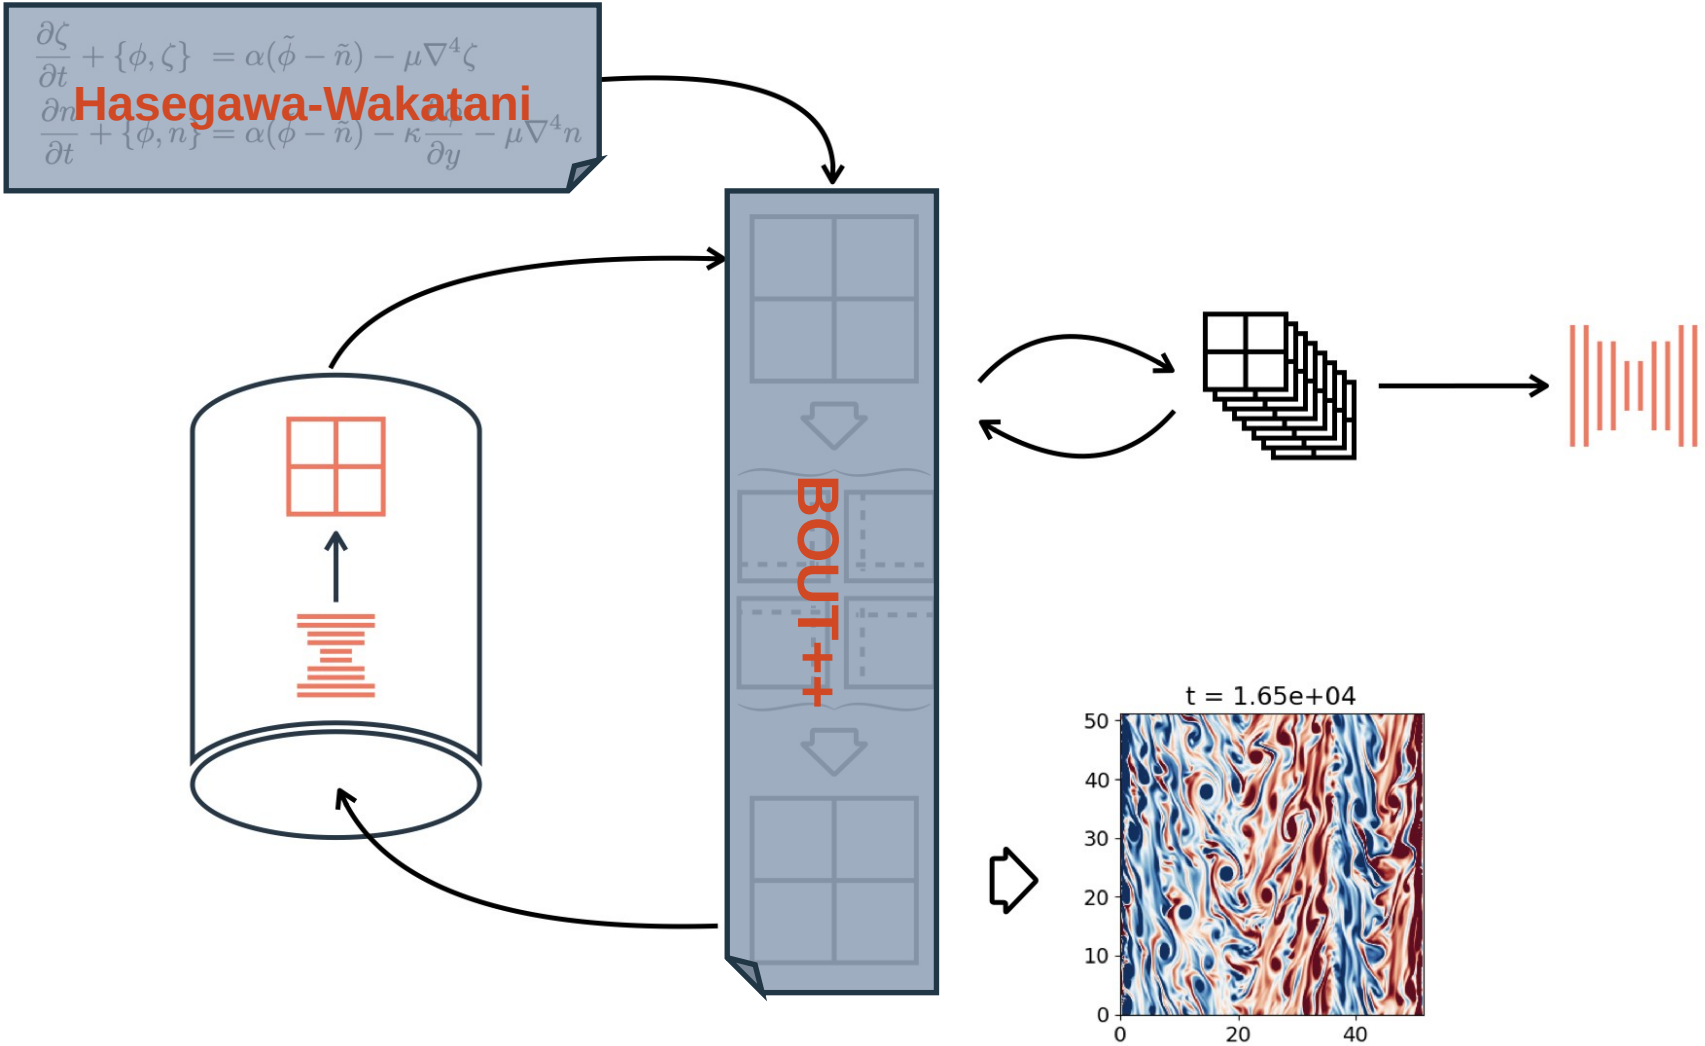 ∂ζ/∂t + {ϕ, ζ} = α(ϕ̃ − ñ) − μ∇⁴ζ
Hasegawa-Wakatani
∂n/∂t + {ϕ, n} = α(ϕ̃ − ñ) − κ ∂ϕ/∂y − μ∇⁴n
BOUT++
t = 1.65e+04
50
40
30
20
10
0
0 20 40